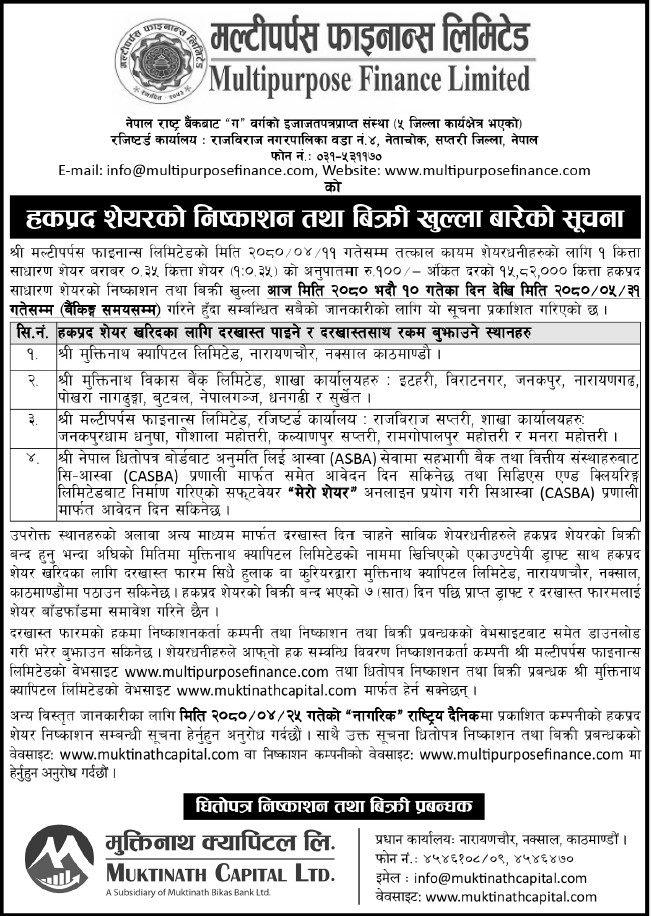 मल्टीपर्पस फाइनान्स लिमिटेड
मल्टीपर्पस फाइनान्स लिमिटेड
Multipurpose Finance Limited
स्थापित : २०५३
नेपाल राष्ट्र बैंकबाट “ग” वर्गको इजाजतपत्रप्राप्त संस्था (५ जिल्ला कार्यक्षेत्र भएको)
रजिष्टर्ड कार्यालय : राजविराज नगरपालिका वडा नं.४, नेताचोक, सप्तरी जिल्ला, नेपाल
फोन नं.: ०३१-५३११७०
E-mail: info@multipurposefinance.com, Website: www.multipurposefinance.com
को
हकप्रद शेयरको निष्काशन तथा बिक्री खुल्ला बारेको सूचना
श्री मल्टीपर्पस फाइनान्स लिमिटेडको मिति २०८०/०४/११ गतेसम्म तत्काल कायम शेयरधनीहरुको लागि १ कित्ता
साधारण शेयर बराबर ०.३५ कित्ता शेयर (१:०.३५) को अनुपातमा रु.१००/– अंकित दरको १५,८२,००० कित्ता हकप्रद
साधारण शेयरको निष्काशन तथा बिक्री खुल्ला आज मिति २०८० भदौ १० गतेका दिन देखि मिति २०८०/०५/३१
गतेसम्म (बैंकिङ्ग समयसम्म) गरिने हुँदा सम्बन्धित सबैको जानकारीको लागि यो सूचना प्रकाशित गरिएको छ ।
सि.नं. हकप्रद शेयर खरिदका लागि दरखास्त पाइने र दरखास्तसाथ रकम बुझाउने स्थानहरु
१. श्री मुक्तिनाथ क्यापिटल लिमिटेड, नारायणचौर, नक्साल काठमाण्डौ ।
२. श्री मुक्तिनाथ विकास बैंक लिमिटेड, शाखा कार्यालयहरु : इटहरी, विराटनगर, जनकपुर, नारायणगढ,
पोखरा नागढुङ्गा, बुटवल, नेपालगञ्ज, धनगढी र सुर्खेत ।
३. श्री मल्टीपर्पस फाइनान्स लिमिटेड, रजिष्टर्ड कार्यालय : राजविराज सप्तरी, शाखा कार्यालयहरु:
जनकपुरधाम धनुषा, गौशाला महोत्तरी, कल्याणपुर सप्तरी, रामगोपालपुर महोत्तरी र मनरा महोत्तरी ।
४. श्री नेपाल धितोपत्र बोर्डबाट अनुमति लिई आस्वा (ASBA) सेवामा सहभागी बैंक तथा वित्तीय संस्थाहरुबाट
सि-आस्वा (CASBA) प्रणाली मार्फत समेत आवेदन दिन सकिनेछ तथा सिडिएस एण्ड क्लियरिङ्ग
लिमिटेडबाट निर्माण गरिएको सफ्टवेयर “मेरो शेयर” अनलाइन प्रयोग गरी सिआस्वा (CASBA) प्रणाली
मार्फत आवेदन दिन सकिनेछ ।
उपरोक्त स्थानहरुको अलावा अन्य माध्यम मार्फत दरखास्त दिन चाहने साविक शेयरधनीहरुले हकप्रद शेयरको बिक्री
बन्द हुनु भन्दा अघिको मितिमा मुक्तिनाथ क्यापिटल लिमिटेडको नाममा खिचिएको एकाउण्टपेयी ड्राफ्ट साथ हकप्रद
शेयर खरिदका लागि दरखास्त फारम सिधै हुलाक वा कुरियरद्वारा मुक्तिनाथ क्यापिटल लिमिटेड, नारायणचौर, नक्साल,
काठमाण्डौंमा पठाउन सकिनेछ । हकप्रद शेयरको बिक्री बन्द भएको ७ (सात) दिन पछि प्राप्त ड्राफ्ट र दरखास्त फारमलाई
शेयर बाँडफाँडमा समावेश गरिने छैन ।
दरखास्त फारमको हकमा निष्काशनकर्ता कम्पनी तथा निष्काशन तथा बिक्री प्रबन्धकको वेभसाइटबाट समेत डाउनलोड
गरी भरेर बुझाउन सकिनेछ । शेयरधनीहरुले आफ्नो हक सम्बन्धि विवरण निष्काशनकर्ता कम्पनी श्री मल्टीपर्पस फाइनान्स
लिमिटेडको वेभसाइट www.multipurposefinance.com तथा धितोपत्र निष्काशन तथा बिक्री प्रबन्धक श्री मुक्तिनाथ
क्यापिटल लिमिटेडको वेभसाइट www.muktinathcapital.com मार्फत हेर्न सक्नेछन् ।
अन्य विस्तृत जानकारीका लागि मिति २०८०/०४/२५ गतेको “नागरिक” राष्ट्रिय दैनिकमा प्रकाशित कम्पनीको हकप्रद
शेयर निष्काशन सम्बन्धी सूचना हेर्नुहुन अनुरोध गर्दछौं । साथै उक्त सूचना धितोपत्र निष्काशन तथा बिक्री प्रबन्धकको
वेवसाइट: www.muktinathcapital.com वा निष्काशन कम्पनीको वेवसाइट: www.multipurposefinance.com मा
हेर्नुहुन अनुरोध गर्दछौं ।
धितोपत्र निष्काशन तथा बिक्री प्रबन्धक
मुक्तिनाथ क्यापिटल लि.
MUKTINATH CAPITAL LTD.
A Subsidiary of Muktinath Bikas Bank Ltd.
प्रधान कार्यालयः नारायणचौर, नक्साल, काठमाण्डौं ।
फोन नं.: ४५४६१०८/०९, ४५४६४७०
इमेल : info@muktinathcapital.com
वेवसाइट: www.muktinathcapital.com